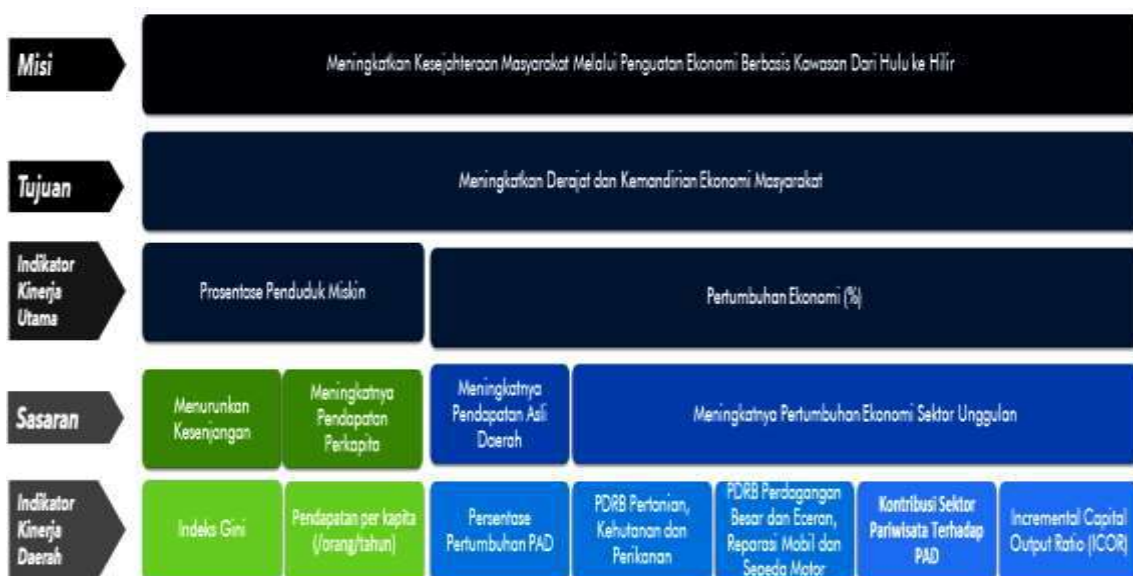 Misi
Meningkatkan Kesejahteraan Masyarakat Melalui Penguatan Ekonomi Berbasis Kawasan Dari Hulu ke Hilir
Tujuan
Meningkatkan Derajat dan Kemandirian Ekonomi Masyarakat
Indikator
Kinerja
Utama
Prosentase Penduduk Miskin
Pertumbuhan Ekonomi (%)
Sasaran
Menurunkan
Kesenjangan
Meningkatnya
Pendapatan
Perkapita
Meningkatnya
Pendapatan Asli
Daerah
Meningkatnya Pertumbuhan Ekonomi Sektor Unggulan
Indikator
Kinerja
Daerah
Indeks Gini
Pendapatan per kapita
(/orang/tahun)
Persentase
Pertumbuhan PAD
PDRB Pertanian,
Kehutanan dan
Perikanan
PDRB Perdagangan
Besar dan Eceran,
Reparasi Mobil dan
Sepeda Motor
Kontribusi Sektor
Pariwisata Terhadap
PAD
Incremental Capital
Output Ratio (ICOR)